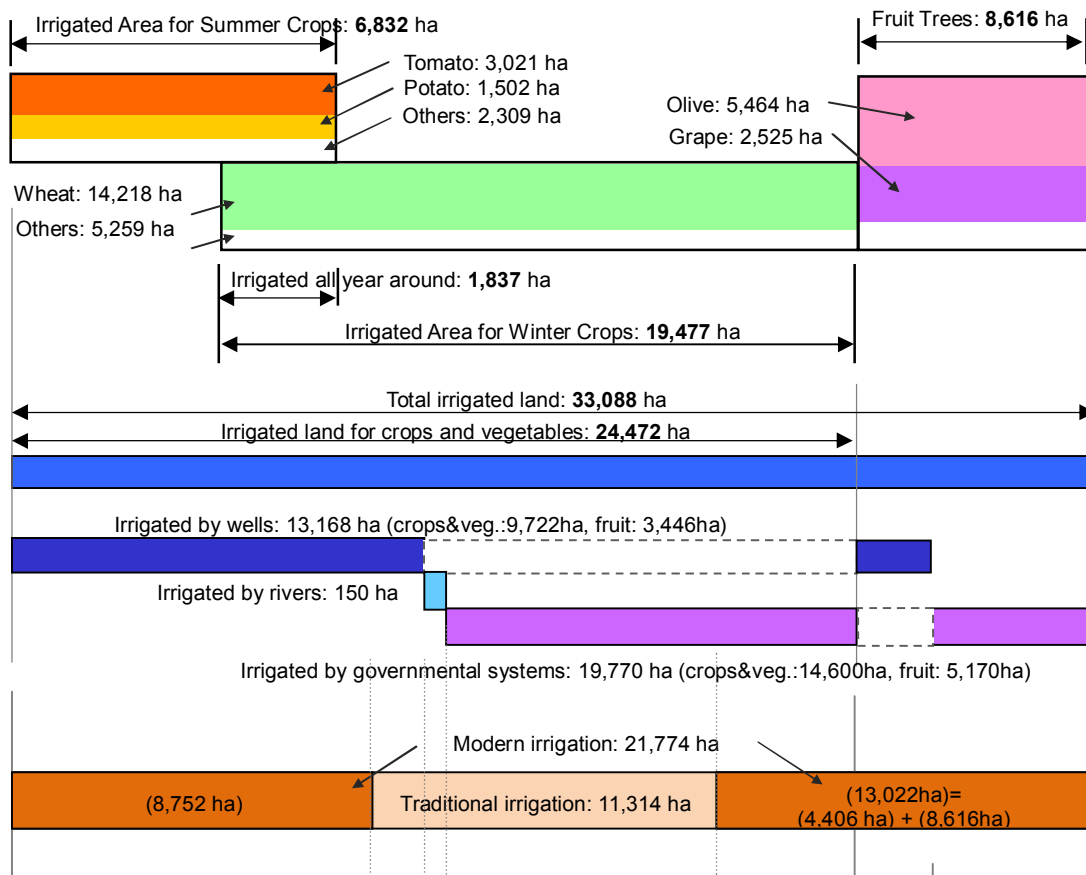 Irrigated Area for Summer Crops: 6,832 ha
Fruit Trees: 8,616 ha
Tomato: 3,021 ha
Potato: 1,502 ha
Others: 2,309 ha
Olive: 5,464 ha
Grape: 2,525 ha
Wheat: 14,218 ha
Others: 5,259 ha
Irrigated all year around: 1,837 ha
Irrigated Area for Winter Crops: 19,477 ha
Total irrigated land: 33,088 ha
Irrigated land for crops and vegetables: 24,472 ha
Irrigated by wells: 13,168 ha (crops&veg.:9,722ha, fruit: 3,446ha)
Irrigated by rivers: 150 ha
Irrigated by governmental systems: 19,770 ha (crops&veg.:14,600ha, fruit: 5,170ha)
Modern irrigation: 21,774 ha
(8,752 ha)
Traditional irrigation: 11,314 ha
(13,022ha)=
(4,406 ha) + (8,616ha)